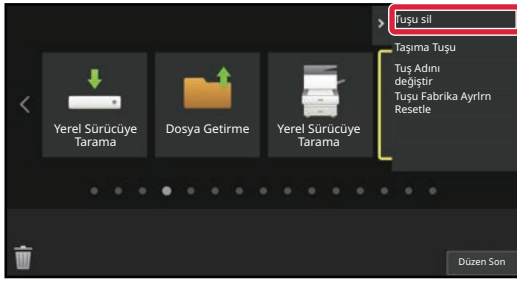 Tuşu sil
Taşıma Tuşu
Tuş Adını
değiştir
Tuşu Fabrika Ayrlrn
Resetle
Yerel Sürücüye
Tarama
Dosya Getirme
Yerel Sürücüye
Tarama
Düzen Son